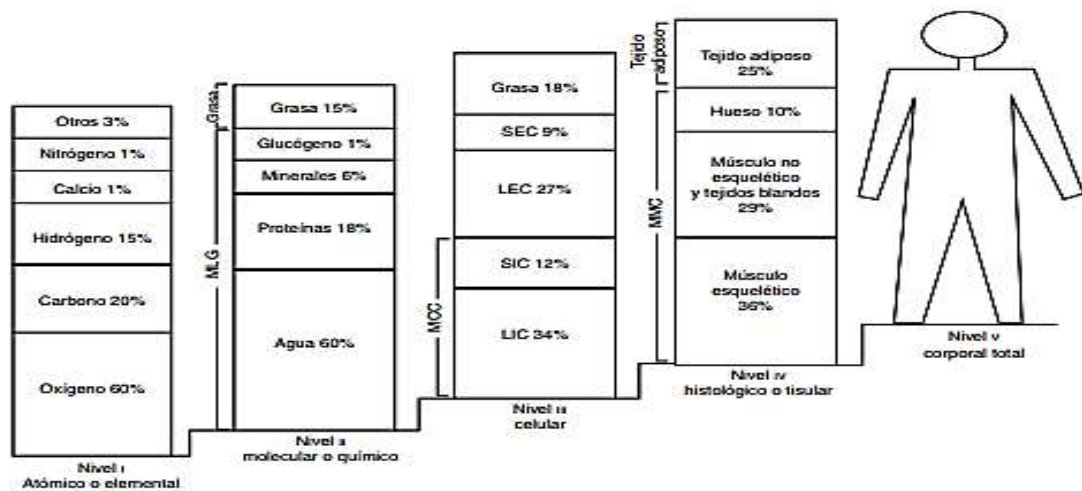 Otros 3%
Nitrógeno 1%
Calcio 1%
Hidrógeno 15%
Carbono 20%
Oxígeno 60%
Nivel I
Atómico o elemental
Grasa
MLG
Grasa 15%
Glucógeno 1%
Minerales 6%
Proteínas 18%
Agua 60%
Nivel II
molecular o químico
MCC
Grasa 18%
SEC 9%
LEC 27%
SIC 12%
LIC 34%
Nivel III
celular
Tejido
adiposo
MMC
Tejido adiposo
25%
Hueso 10%
Músculo no
esquelético
y tejidos blandos
29%
Músculo
esquelético
36%
Nivel IV
histológico o tisular
Nivel V
corporal total